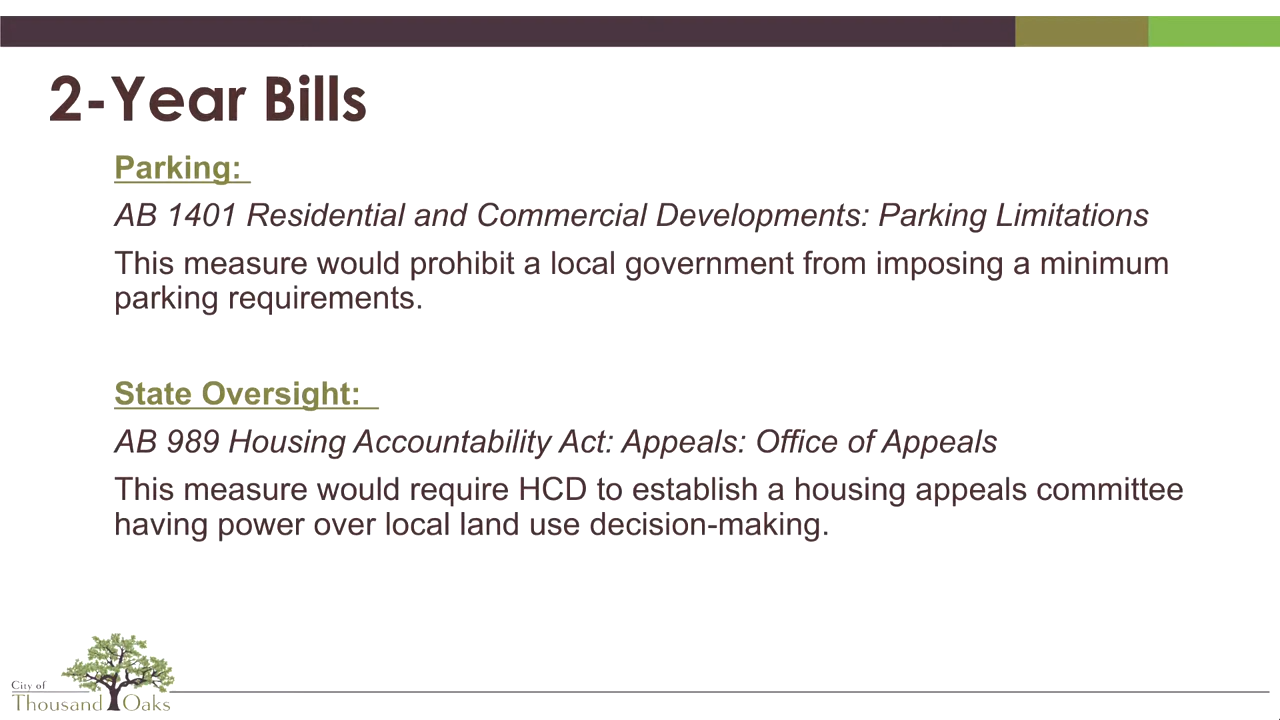 2-Year Bills
Parking:
AB 1401 Residential and Commercial Developments: Parking Limitations
This measure would prohibit a local government from imposing a minimum
parking requirements.
State Oversight:
AB 989 Housing Accountability Act: Appeals: Office of Appeals
This measure would require HCD to establish a housing appeals committee
having power over local land use decision-making.
City of
Thousand Oaks